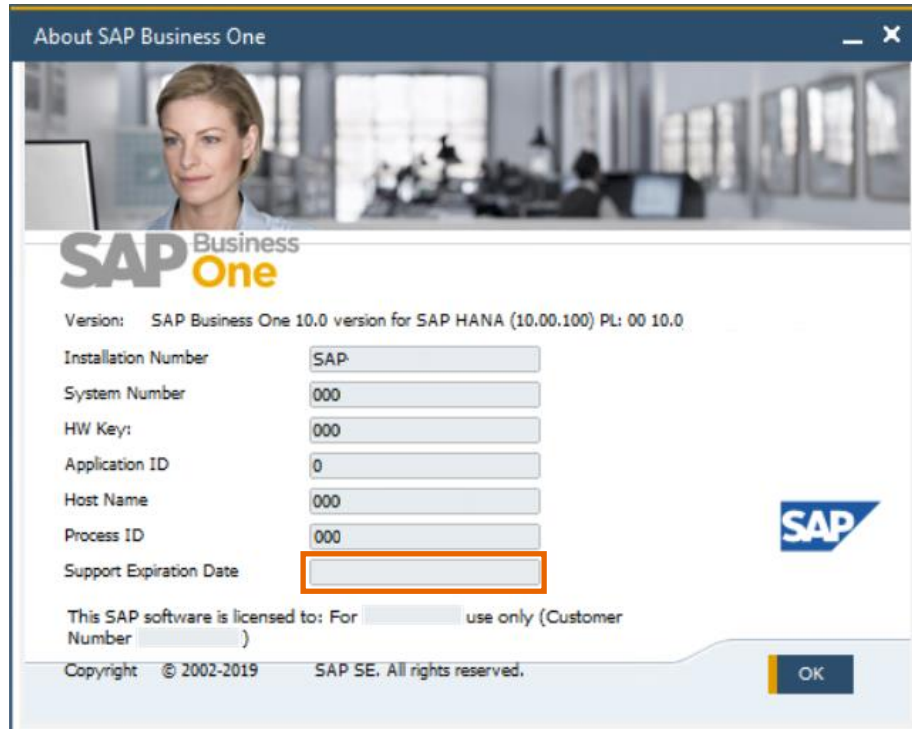 About SAP Business One
SAP Business One
Version: SAP Business One 10.0 version for SAP HANA (10.00.100) PL: 00 10.0
Installation Number SAP
System Number 000
HW Key: 000
Application ID 0
Host Name 000
Process ID 000
SAP
Support Expiration Date
This SAP software is licensed to: For use only (Customer
Number )
Copyright © 2002-2019 SAP SE. All rights reserved.
OK